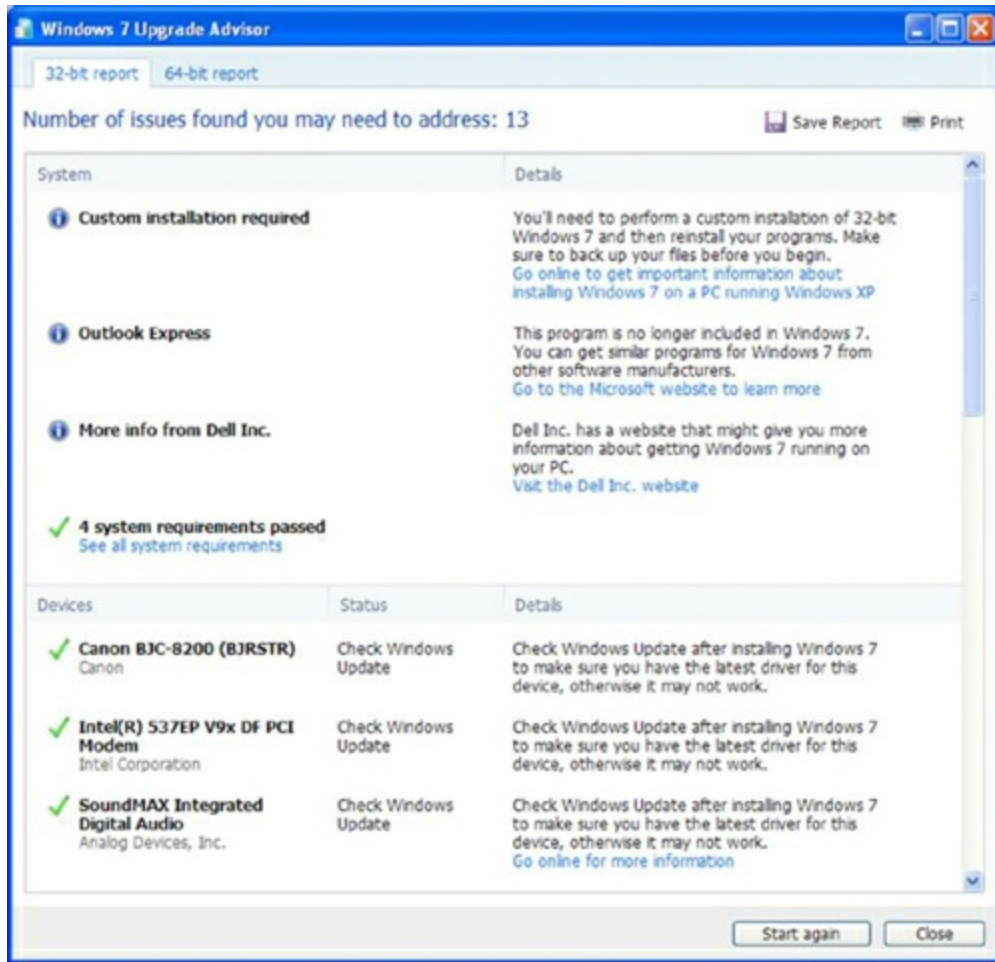 Windows 7 Upgrade Advisor
32-bit report 64-bit report
Number of issues found you may need to address: 13
Save Report Print
System Details
Custom installation required
You'll need to perform a custom installation of 32-bit
Windows 7 and then reinstall your programs. Make
sure to back up your files before you begin.
Go online to get important information about
installing Windows 7 on a PC running Windows XP
Outlook Express
This program is no longer included in Windows 7.
You can get similar programs for Windows 7 from
other software manufacturers.
Go to the Microsoft website to learn more
More info from Dell Inc.
Dell Inc. has a website that might give you more
information about getting Windows 7 running on
your PC.
Visit the Dell Inc. website
4 system requirements passed
See all system requirements
Devices Status Details
Canon BJC-8200 (BJRSTR)
Canon
Check Windows
Update
Check Windows Update after installing Windows 7
to make sure you have the latest driver for this
device, otherwise it may not work.
Intel(R) 537EP V9x DF PCI
Modem
Intel Corporation
Check Windows
Update
Check Windows Update after installing Windows 7
to make sure you have the latest driver for this
device, otherwise it may not work.
SoundMAX Integrated
Digital Audio
Analog Devices, Inc.
Check Windows
Update
Check Windows Update after installing Windows 7
to make sure you have the latest driver for this
device, otherwise it may not work.
Go online for more information
Start again Close